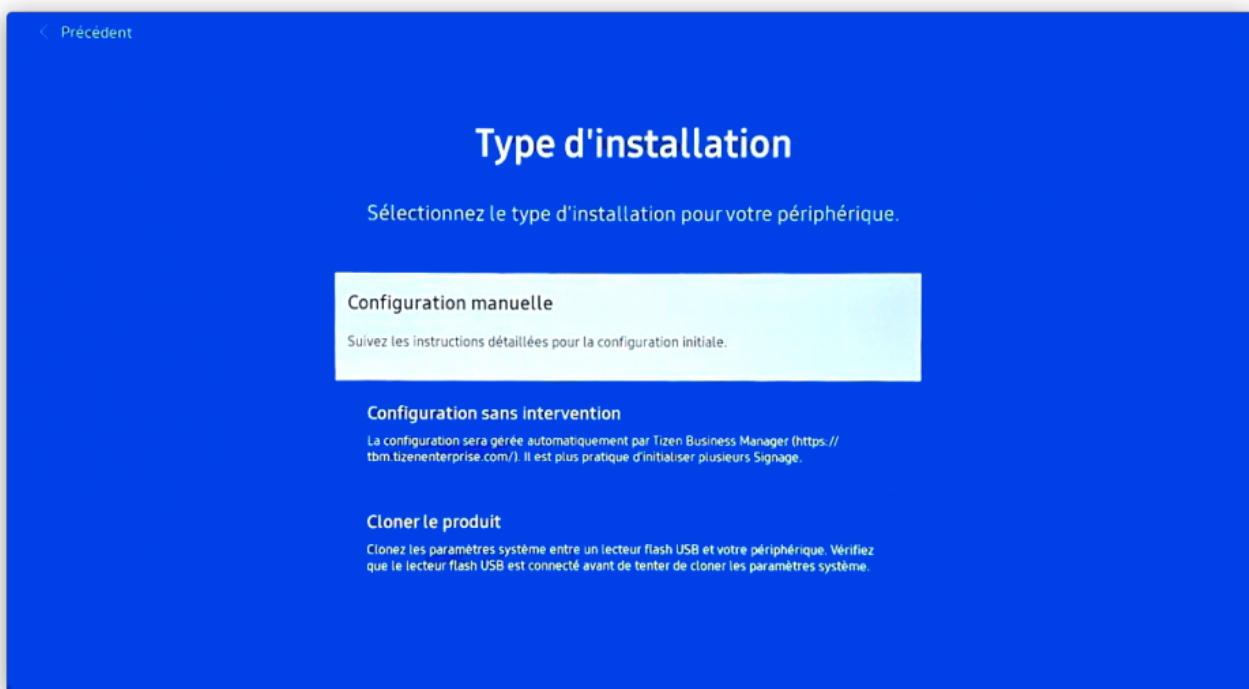 Précédent
Type d'installation
Sélectionnez le type d'installation pour votre périphérique.
Configuration manuelle
Suivez les instructions détaillées pour la configuration initiale.
Configuration sans intervention
La configuration sera gérée automatiquement par Tizen Business Manager (https://
tbm.tizenenterprise.com/). Il est plus pratique d'initialiser plusieurs Signage.
Cloner le produit
Clonez les paramètres système entre un lecteur flash USB et votre périphérique. Vérifiez
que le lecteur flash USB est connecté avant de tenter de cloner les paramètres système.